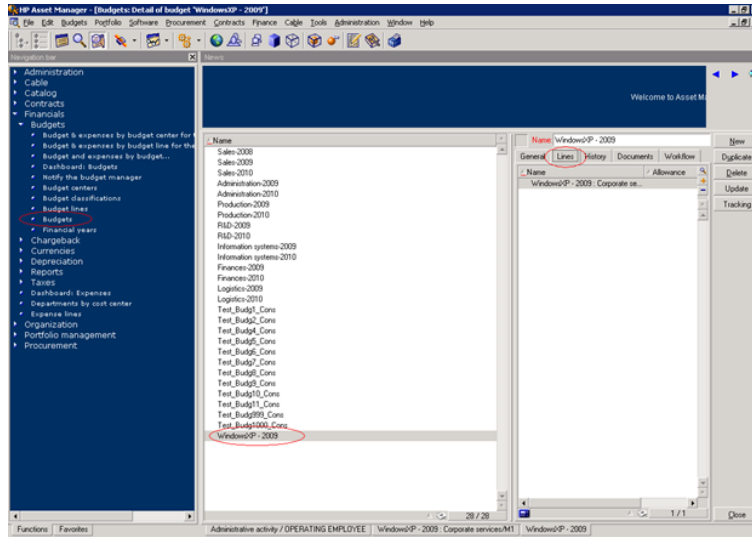 HP Asset Manager - [Budgets: Detail of budget 'WindowsXP - 2009']
File Edit Budgets Portfolio Software Procurement Contracts Finance Cable Tools Administration Window Help
Navigation bar
News
Administration
Cable
Catalog
Contracts
Financials
Budgets
Budget & expenses by budget center for t
Budget & expenses by budget line for the
Budget and expenses by budget...
Dashboard: Budgets
Notify the budget manager
Budget centers
Budget classifications
Budget lines
Budgets
Financial years
Chargeback
Currencies
Depreciation
Reports
Taxes
Dashboard: Expenses
Departments by cost center
Expense lines
Organization
Portfolio management
Procurement
Functions Favorites
Welcome to Asset M
Name
Sales-2008
Sales-2009
Sales-2010
Administration-2009
Administration-2010
Production-2009
Production-2010
R&D-2009
R&D-2010
Information systems-2009
Information systems-2010
Finances-2009
Finances-2010
Logistics-2009
Logistics-2010
Test_Budg1_Cons
Test_Budg2_Cons
Test_Budg4_Cons
Test_Budg5_Cons
Test_Budg6_Cons
Test_Budg7_Cons
Test_Budg8_Cons
Test_Budg9_Cons
Test_Budg10_Cons
Test_Budg11_Cons
Test_Budg999_Cons
Test_Budg1000_Cons
WindowsXP - 2009
28 / 28
Name WindowsXP - 2009
General Lines History Documents Workflow
Name Allowance
WindowsXP - 2009 : Corporate se...
1 / 1
New
Duplicate
Delete
Update
Tracking
Close
Administrative activity / OPERATING EMPLOYEE WindowsXP - 2009 : Corporate services/M1 WindowsXP - 2009